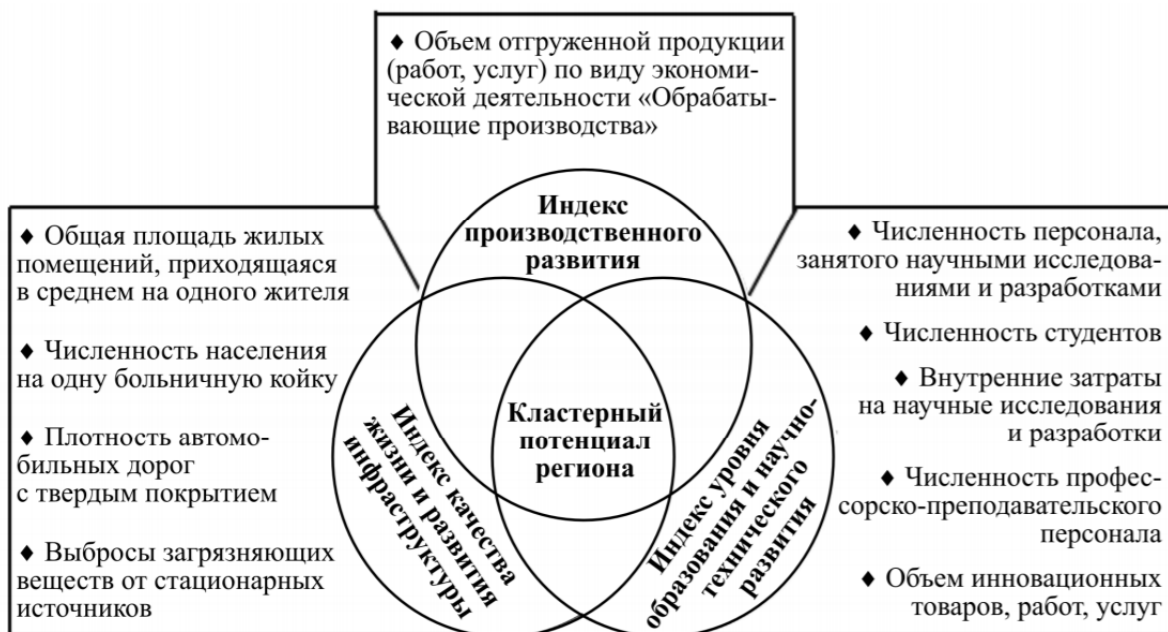 ♦ Объем отгруженной продукции
(работ, услуг) по виду экономи-
ческой деятельности «Обрабаты-
вающие производства»
Индекс
производственного
развития
♦ Общая площадь жилых
помещений, приходящаяся
в среднем на одного жителя
♦ Численность населения
на одну больничную койку
♦ Плотность автомо-
бильных дорог
с твердым покрытием
♦ Выбросы загрязняющих
веществ от стационарных
источников
Индекс качества
жизни и развития
инфраструктуры
Кластерный
потенциал
региона
Индекс уровня
образования и научно-
технического
развития
♦ Численность персонала,
занятого научными исследова-
ниями и разработками
♦ Численность студентов
♦ Внутренние затраты
на научные исследования
и разработки
♦ Численность профес-
сорско-преподавательского
персонала
♦ Объем инновационных
товаров, работ, услуг